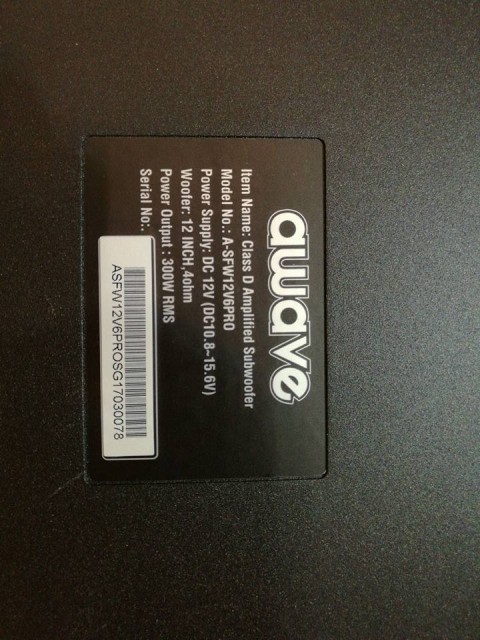 awave
Item Name: Class D Amplified Subwoofer
Model No.: A-SFW12V6PRO
Power Supply: DC 12V (DC10.8~15.6V)
Woofer: 12 INCH,4ohm
Power Output : 300W RMS
Serial No:.
ASFW12V6PROSG17030078